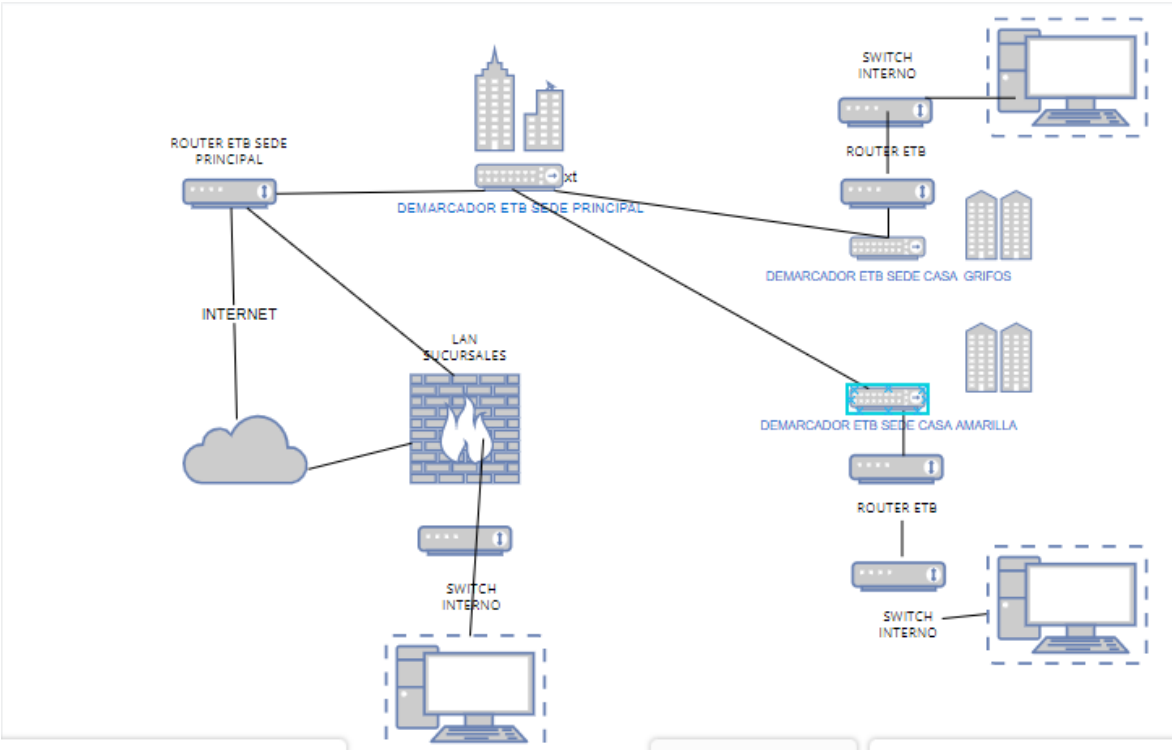 SWITCH
INTERNO
ROUTER ETB SEDE
PRINCIPAL
ROUTER ETB
xt
DEMARCADOR ETB SEDE PRINCIPAL
DEMARCADOR ETB SEDE CASA GRIFOS
INTERNET
LAN
SUCURSALES
DEMARCADOR ETB SEDE CASA AMARILLA
ROUTER ETB
SWITCH
INTERNO
SWITCH
INTERNO